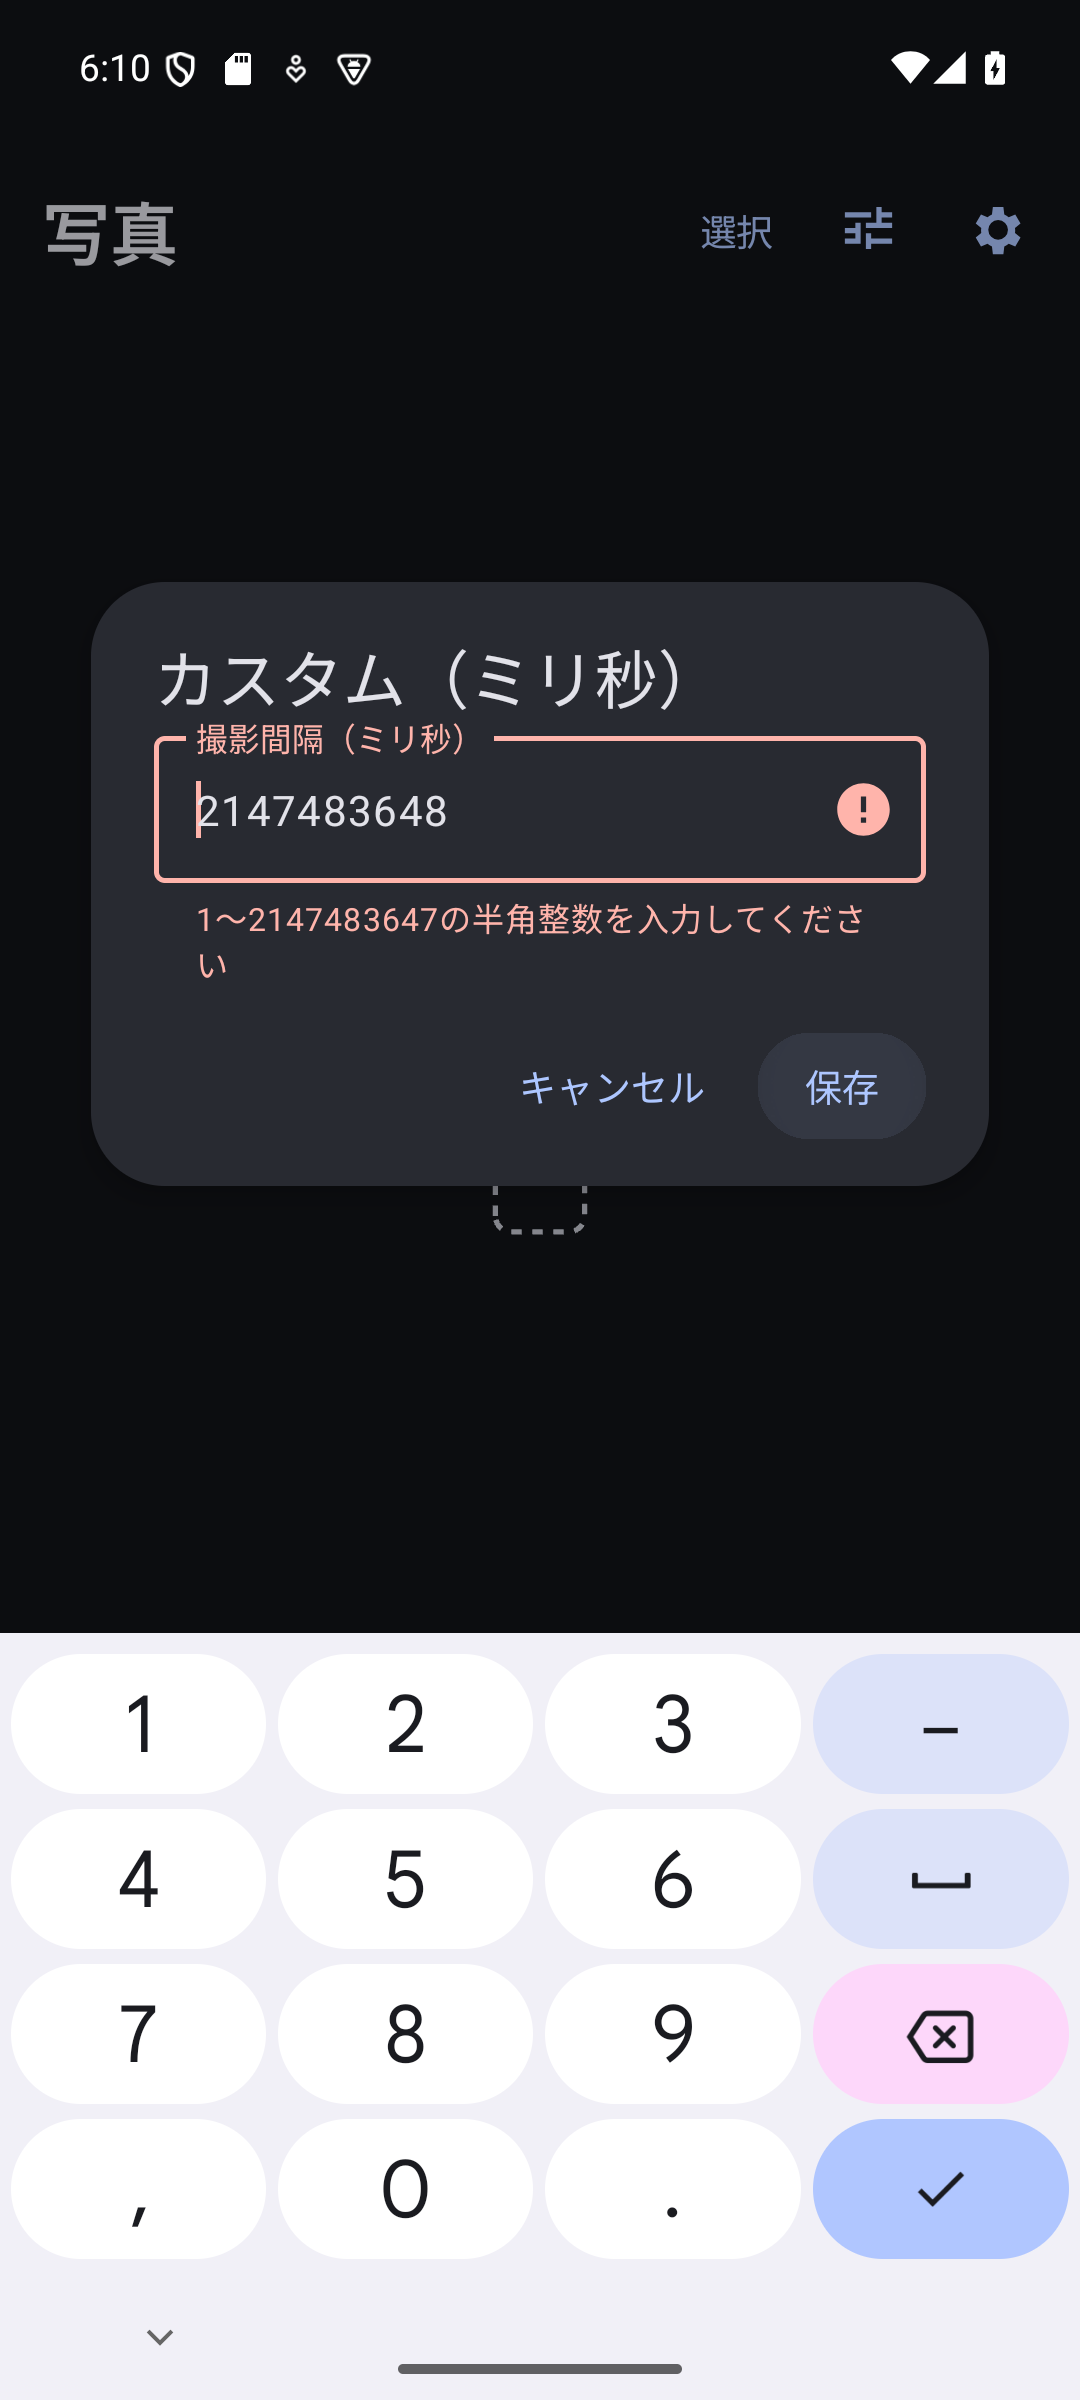 6:10
写真
選択
カスタム（ミリ秒）
撮影間隔（ミリ秒）
2147483648
1～2147483647の半角整数を入力してくださ
い
キャンセル
保存
1 2 3 –
4 5 6
7 8 9
, 0 .